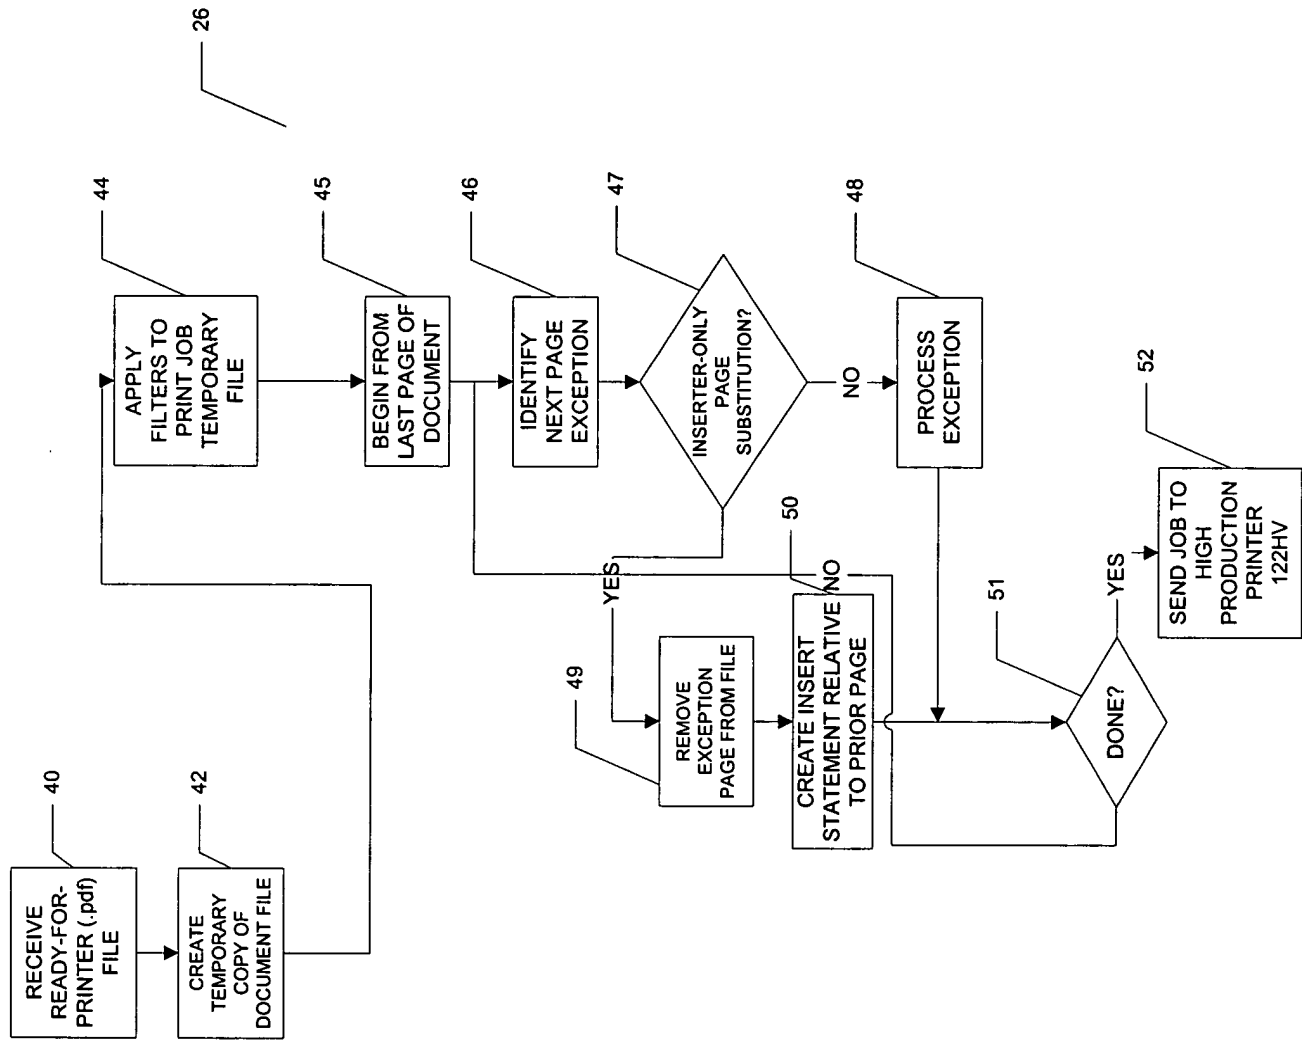 26
40
RECEIVE
READY-FOR-
PRINTER (.pdf)
FILE
42
CREATE
TEMPORARY
COPY OF
DOCUMENT FILE
44
APPLY
FILTERS TO
PRINT JOB
TEMPORARY
FILE
45
BEGIN FROM
LAST PAGE OF
DOCUMENT
46
IDENTIFY
NEXT PAGE
EXCEPTION
47
INSERTER-ONLY
PAGE
SUBSTITUTION?
NO
YES
48
PROCESS
EXCEPTION
49
REMOVE
EXCEPTION
PAGE FROM FILE
50
CREATE INSERT
STATEMENT RELATIVE
TO PRIOR PAGE
NO
51
DONE?
YES
52
SEND JOB TO
HIGH
PRODUCTION
PRINTER
122HV